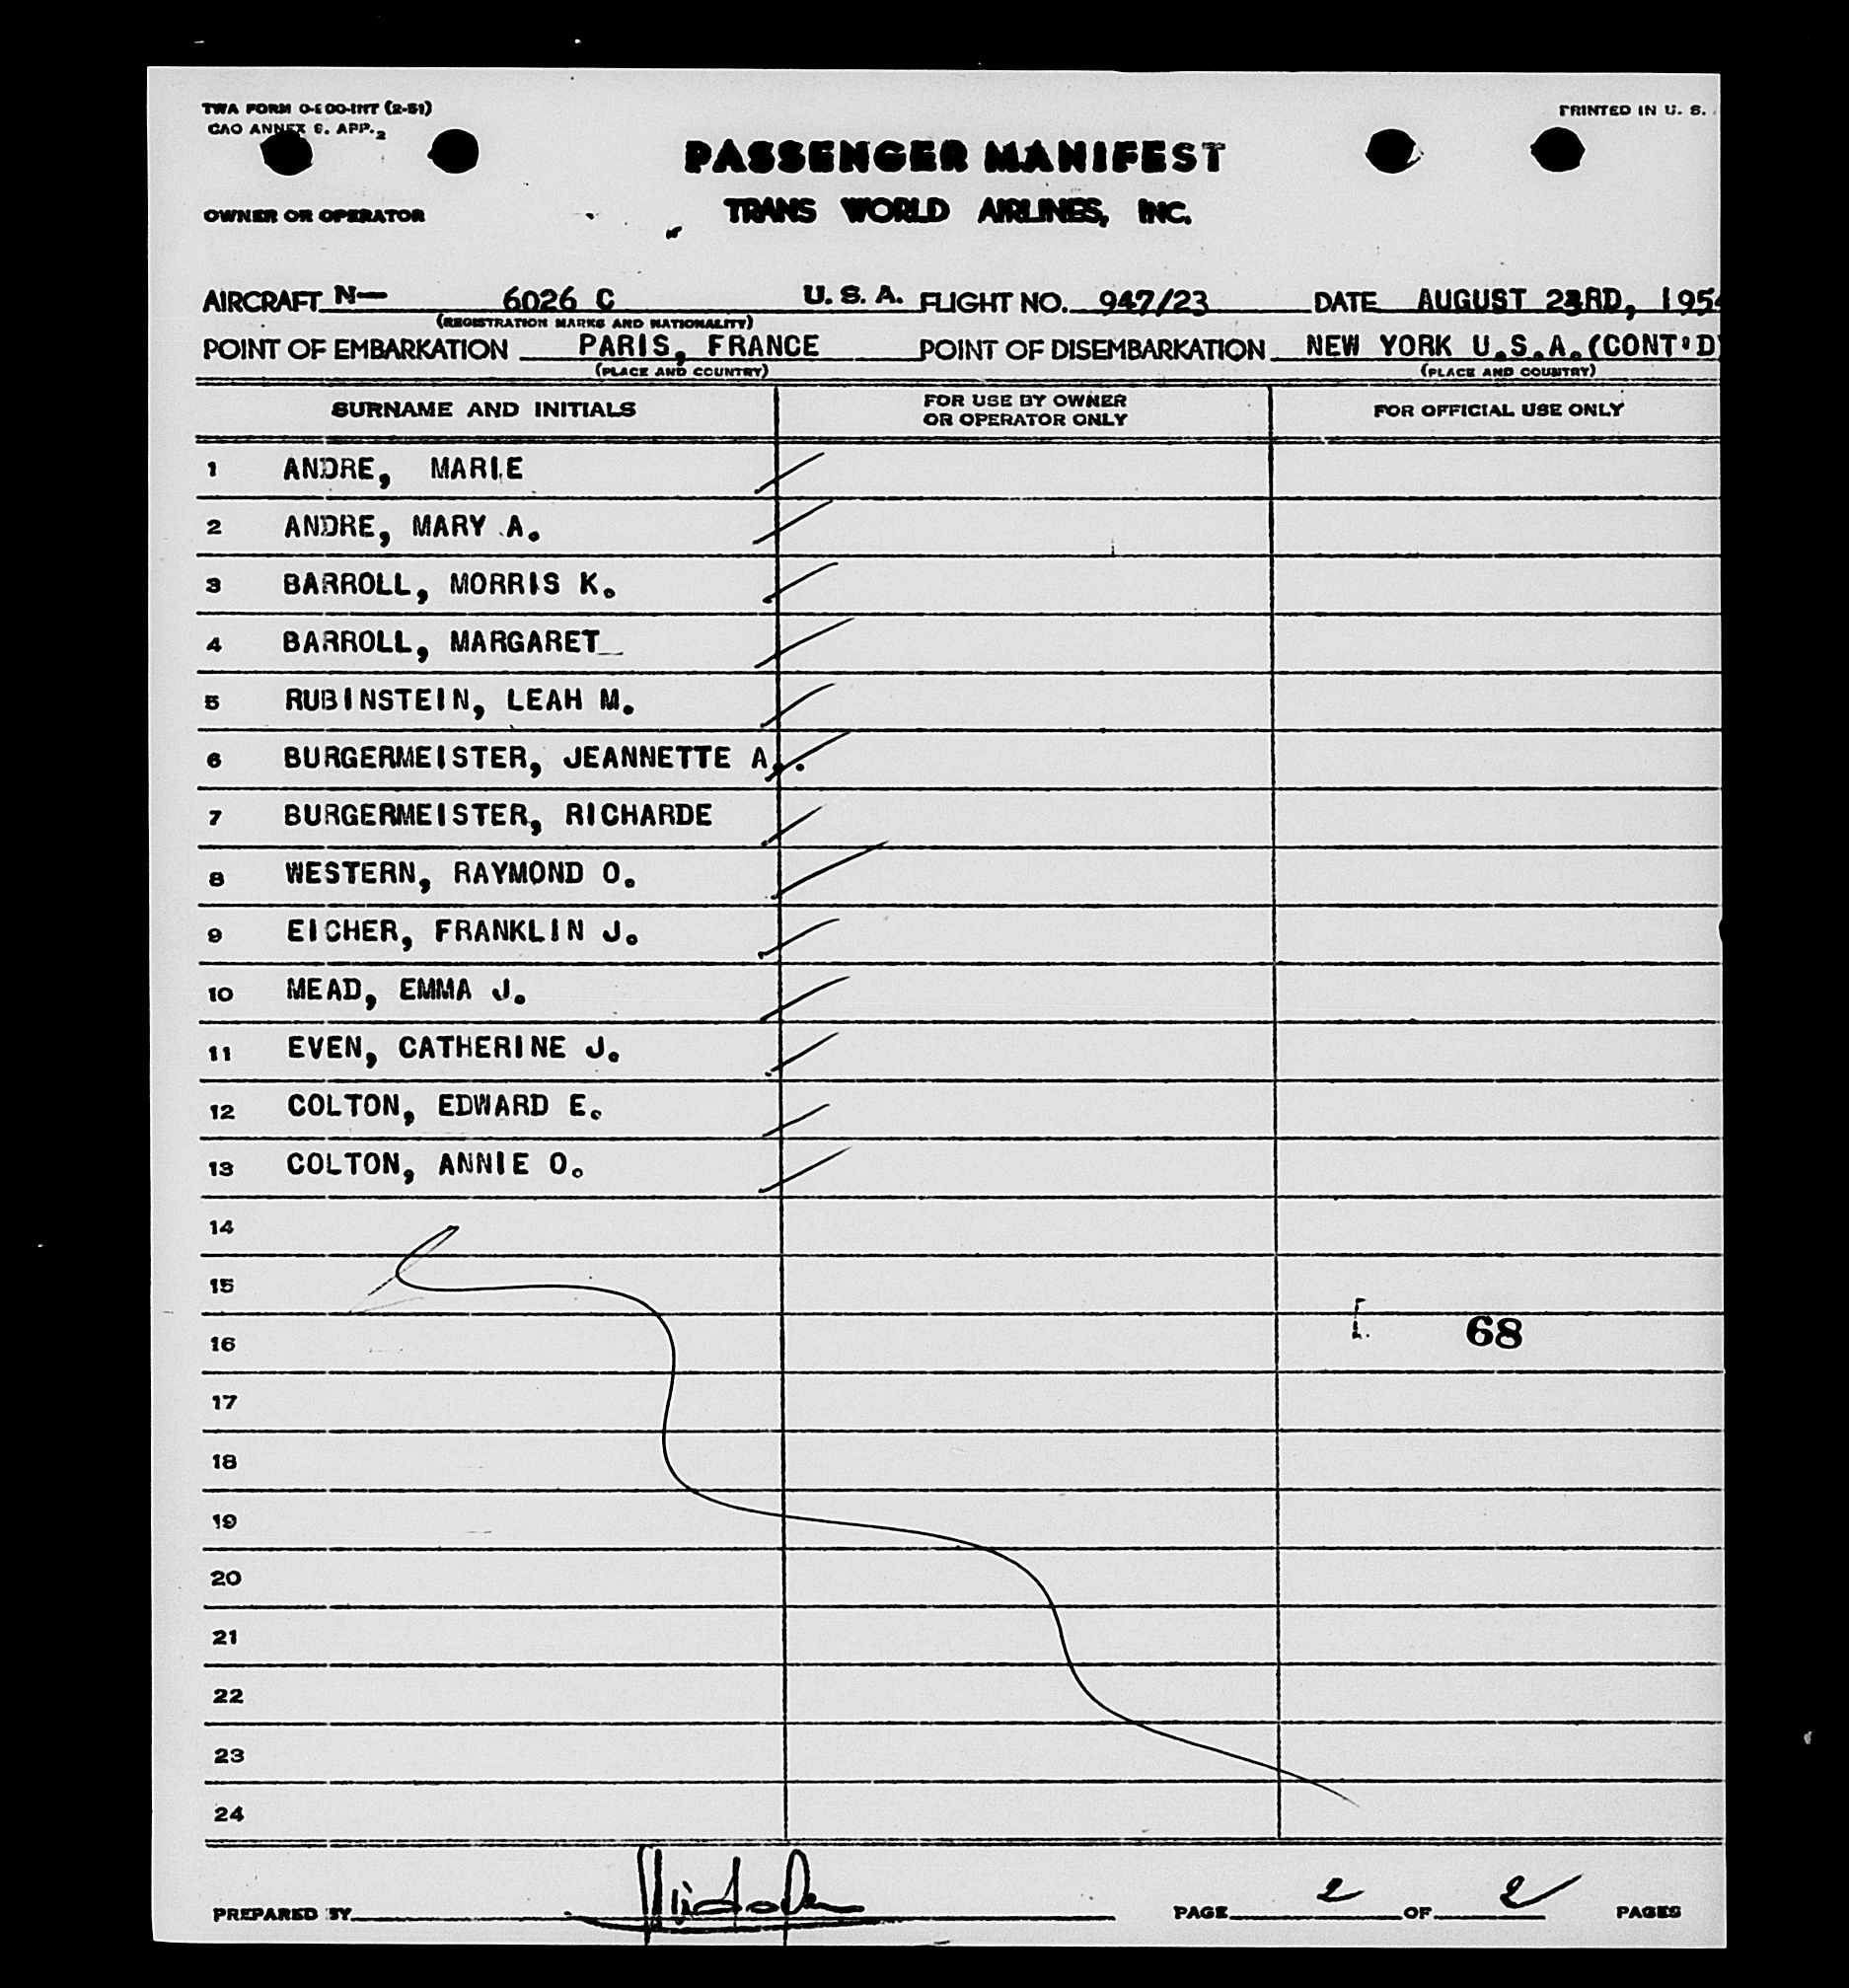 TWA FORM O-E00-INT (2-51)
CAO ANNEX 9. APP. 2
PRINTED IN U. S.
PASSENGER MANIFEST
OWNER OR OPERATOR
TRANS WORLD AIRLINES, INC.
AIRCRAFT N— 6026 C U. S. A. FLIGHT NO. 947/23 DATE AUGUST 23RD, 1954
(REGISTRATION MARKS AND NATIONALITY)
POINT OF EMBARKATION PARIS, FRANCE POINT OF DISEMBARKATION NEW YORK U.S.A.(CONT'D)
(PLACE AND COUNTRY) (PLACE AND COUNTRY)
SURNAME AND INITIALS FOR USE BY OWNER OR OPERATOR ONLY FOR OFFICIAL USE ONLY
1 ANDRE, MARIE
2 ANDRE, MARY A.
3 BARROLL, MORRIS K.
4 BARROLL, MARGARET
5 RUBINSTEIN, LEAH M.
6 BURGERMEISTER, JEANNETTE A..
7 BURGERMEISTER, RICHARDE
8 WESTERN, RAYMOND O.
9 EICHER, FRANKLIN J.
10 MEAD, EMMA J.
11 EVEN, CATHERINE J.
12 COLTON, EDWARD E.
13 COLTON, ANNIE O.
14
15
16 68
17
18
19
20
21
22
23
24
PREPARED BY PAGE 2 OF 2 PAGES